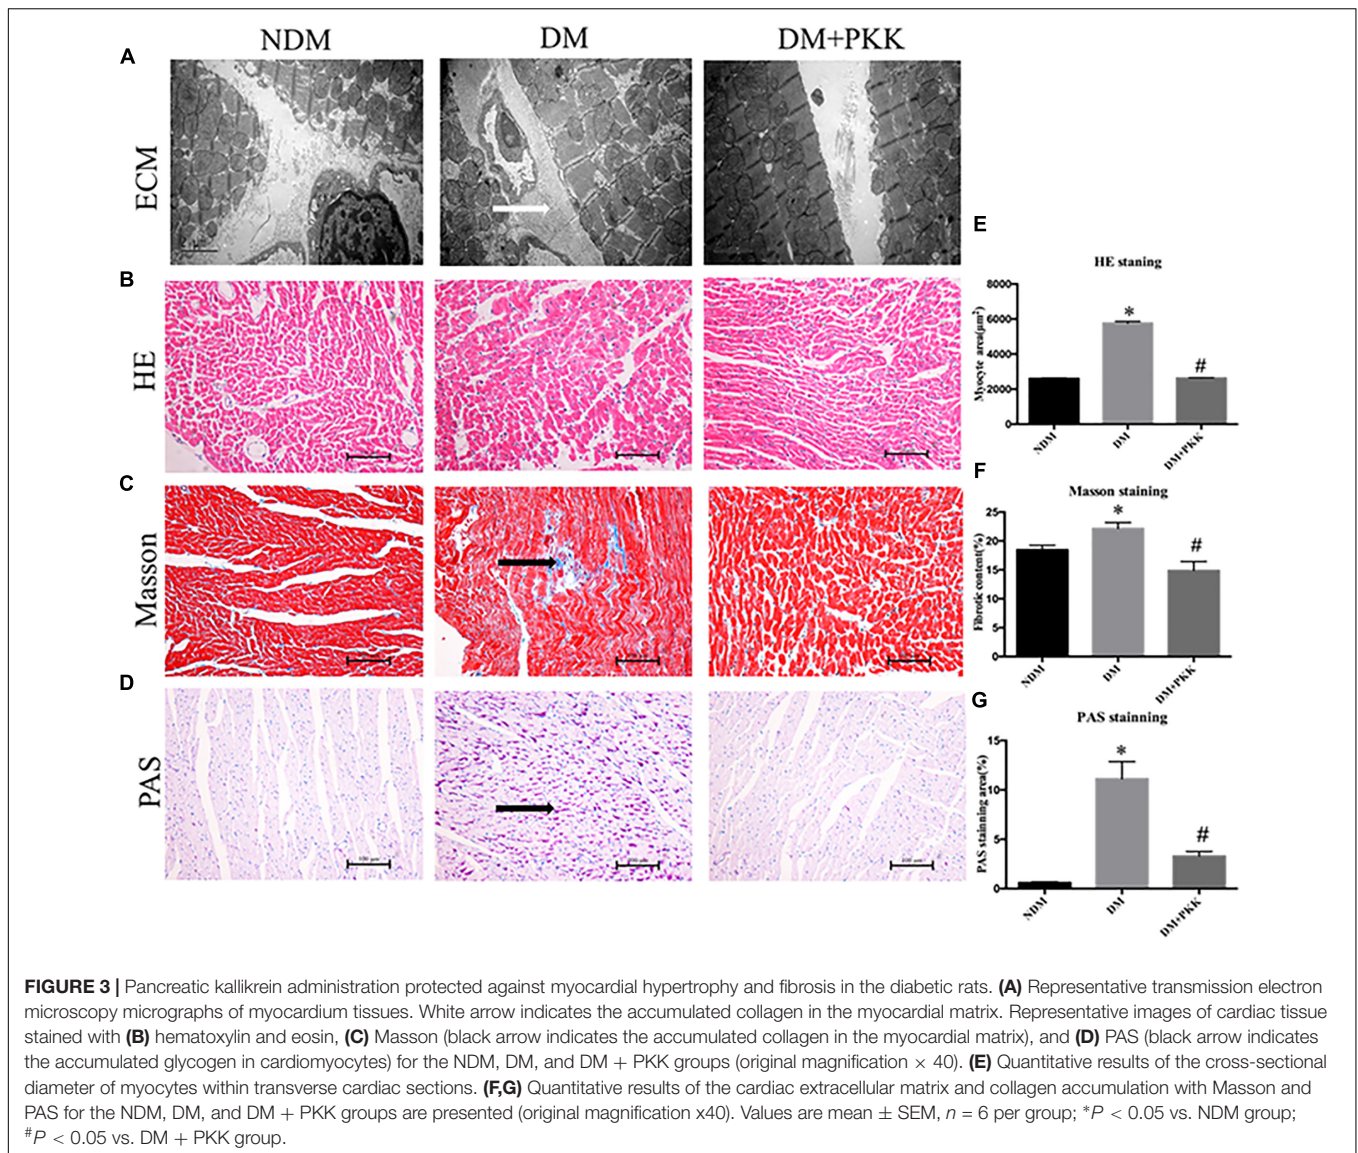 NDM
DM
DM+PKK
A
ECM
B
HE
C
Masson
D
100 μm
PAS
E
HE staning
Myocyte area(μm²)
8000
6000
4000
2000
0
*
#
NDM
DM
DM+PKK
F
Masson staining
Fibrotic content(%)
25
20
15
10
5
0
*
#
NDM
DM
DM+PKK
G
PAS stainning
PAS stainning area(%)
15
10
5
0
*
#
NDM
DM
DM+PKK
FIGURE 3 | Pancreatic kallikrein administration protected against myocardial hypertrophy and fibrosis in the diabetic rats. (A) Representative transmission electron
microscopy micrographs of myocardium tissues. White arrow indicates the accumulated collagen in the myocardial matrix. Representative images of cardiac tissue
stained with (B) hematoxylin and eosin, (C) Masson (black arrow indicates the accumulated collagen in the myocardial matrix), and (D) PAS (black arrow indicates
the accumulated glycogen in cardiomyocytes) for the NDM, DM, and DM + PKK groups (original magnification × 40). (E) Quantitative results of the cross-sectional
diameter of myocytes within transverse cardiac sections. (F,G) Quantitative results of the cardiac extracellular matrix and collagen accumulation with Masson and
PAS for the NDM, DM, and DM + PKK groups are presented (original magnification x40). Values are mean ± SEM, n = 6 per group; *P < 0.05 vs. NDM group;
#P < 0.05 vs. DM + PKK group.